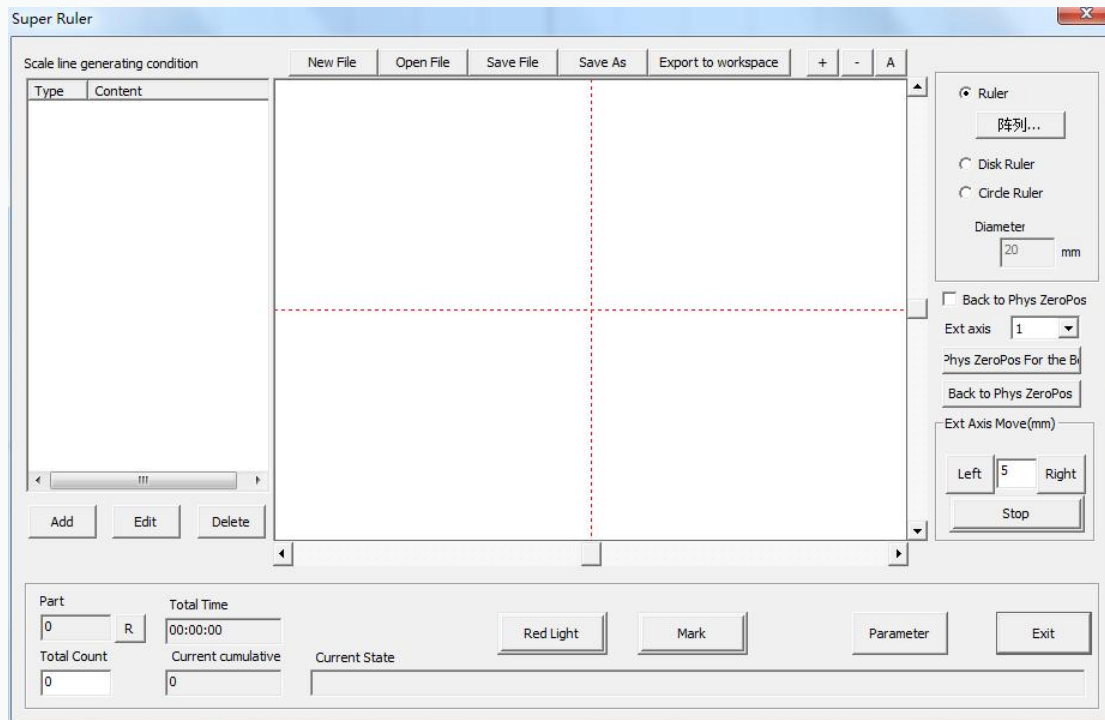 Super Ruler
Scale line generating condition
New File
Open File
Save File
Save As
Export to workspace
+
-
A
Type
Content
Ruler
阵列...
Disk Ruler
Circle Ruler
Diameter
20
mm
Back to Phys ZeroPos
Ext axis
1
Phys ZeroPos For the
Back to Phys ZeroPos
Ext Axis Move(mm)
Left
5
Right
Stop
Add
Edit
Delete
Part
0
R
Total Time
00:00:00
Red Light
Mark
Parameter
Exit
Total Count
0
Current cumulative
0
Current State